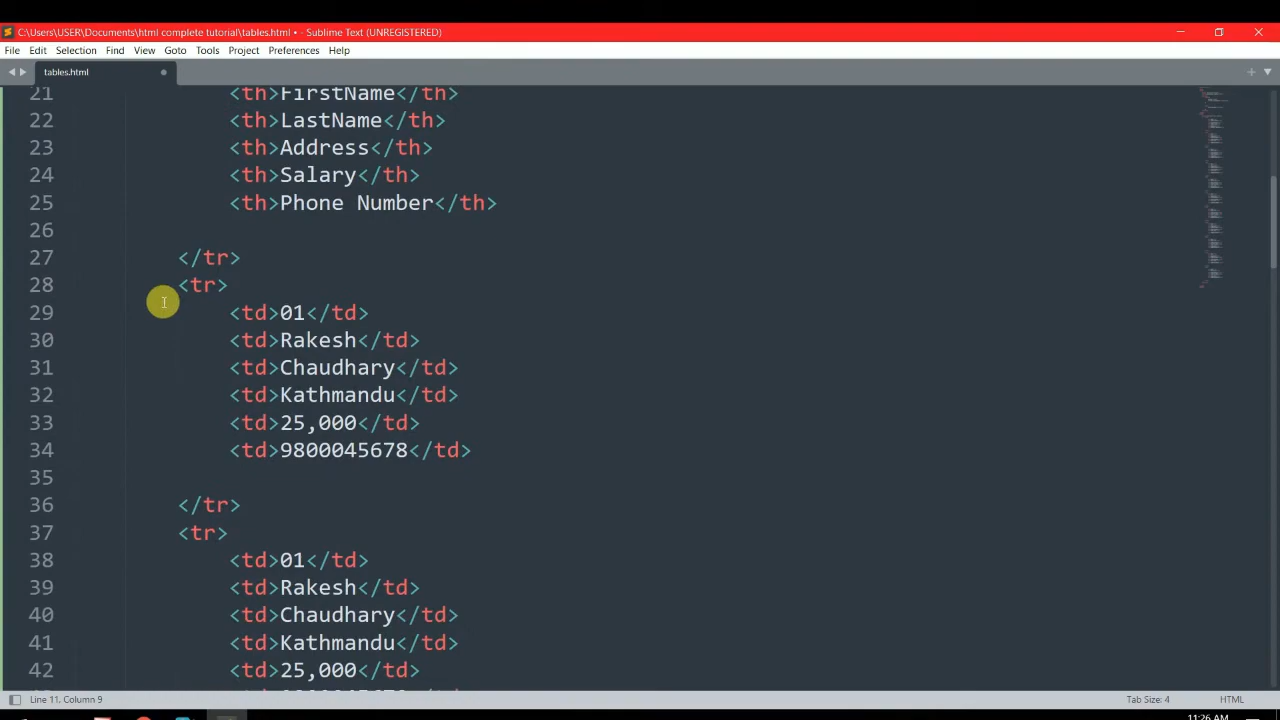 C:\Users\USER\Documents\html complete tutorial\tables.html • - Sublime Text (UNREGISTERED)
File Edit Selection Find View Goto Tools Project Preferences Help
tables.html
21 <th>FirstName</th>
22 <th>LastName</th>
23 <th>Address</th>
24 <th>Salary</th>
25 <th>Phone Number</th>
26
27 </tr>
28 <tr>
29 <td>01</td>
30 <td>Rakesh</td>
31 <td>Chaudhary</td>
32 <td>Kathmandu</td>
33 <td>25,000</td>
34 <td>9800045678</td>
35
36 </tr>
37 <tr>
38 <td>01</td>
39 <td>Rakesh</td>
40 <td>Chaudhary</td>
41 <td>Kathmandu</td>
42 <td>25,000</td>
Line 11, Column 9 Tab Size: 4 HTML
11:26 AM